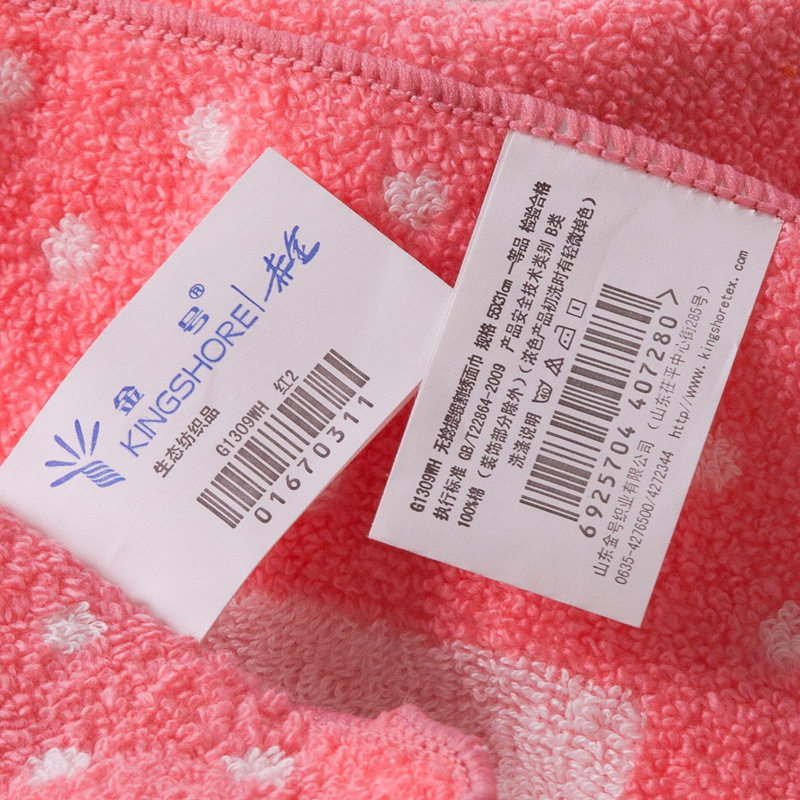 金号®
KINGSHORE
生态纺织品
G1309WH 红2
01670311
G1309WH 无捻提缎割绣面巾 规格 55X31cm 一等品 检验合格
执行标准 GB/T22864-2009 产品安全技术类别 B类
100%棉（装饰部分除外）（浓色产品初洗时有轻微掉色）
洗涤说明
6925704 407280 >
山东金号织业有限公司（山东茌平中心街285号）
0635-4276500/4272344 http//www.kingshoretex.com